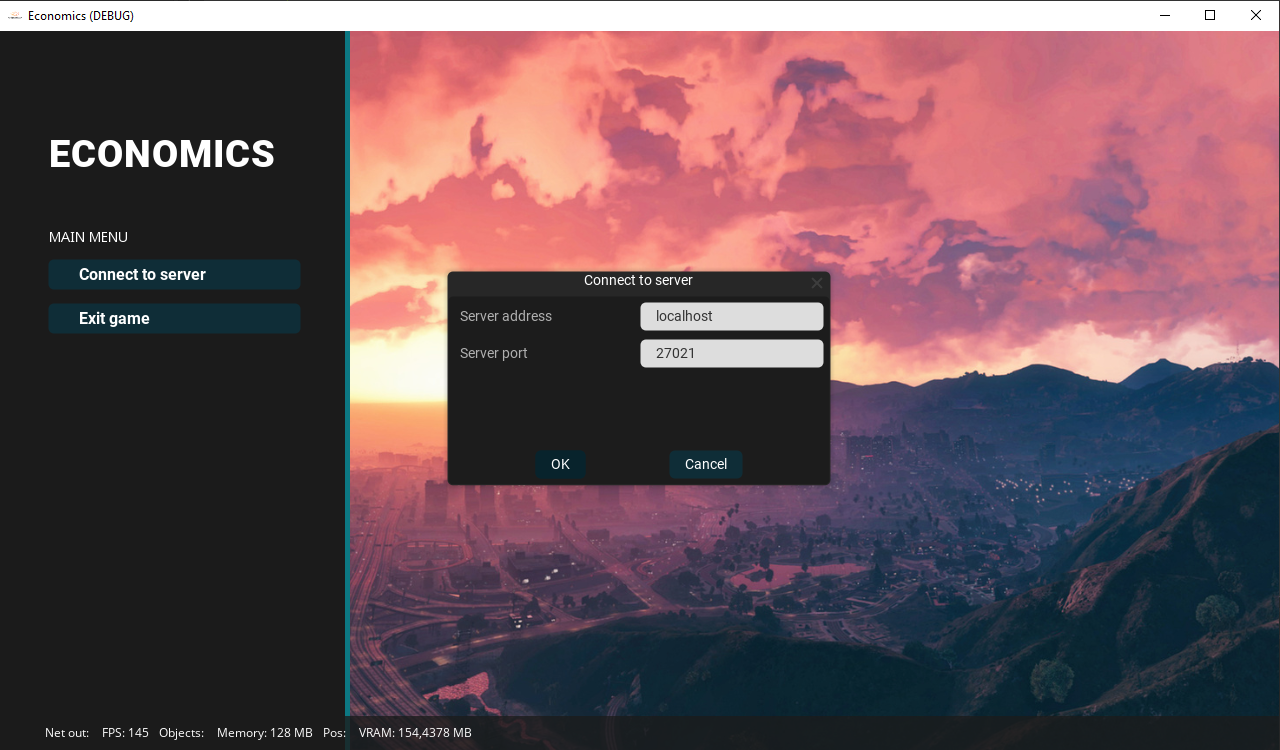 Economics (DEBUG)
ECONOMICS
MAIN MENU
Connect to server
Exit game
Connect to server
Server address localhost
Server port 27021
OK Cancel
Net out: FPS: 145 Objects: Memory: 128 MB Pos: VRAM: 154,4378 MB